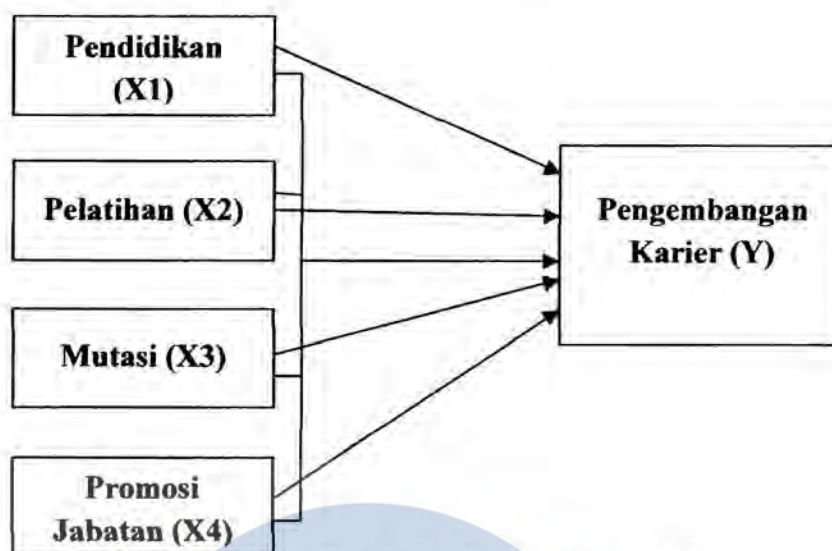 Pendidikan
(X1)
Pelatihan (X2)
Mutasi (X3)
Promosi
Jabatan (X4)
Pengembangan
Karier (Y)